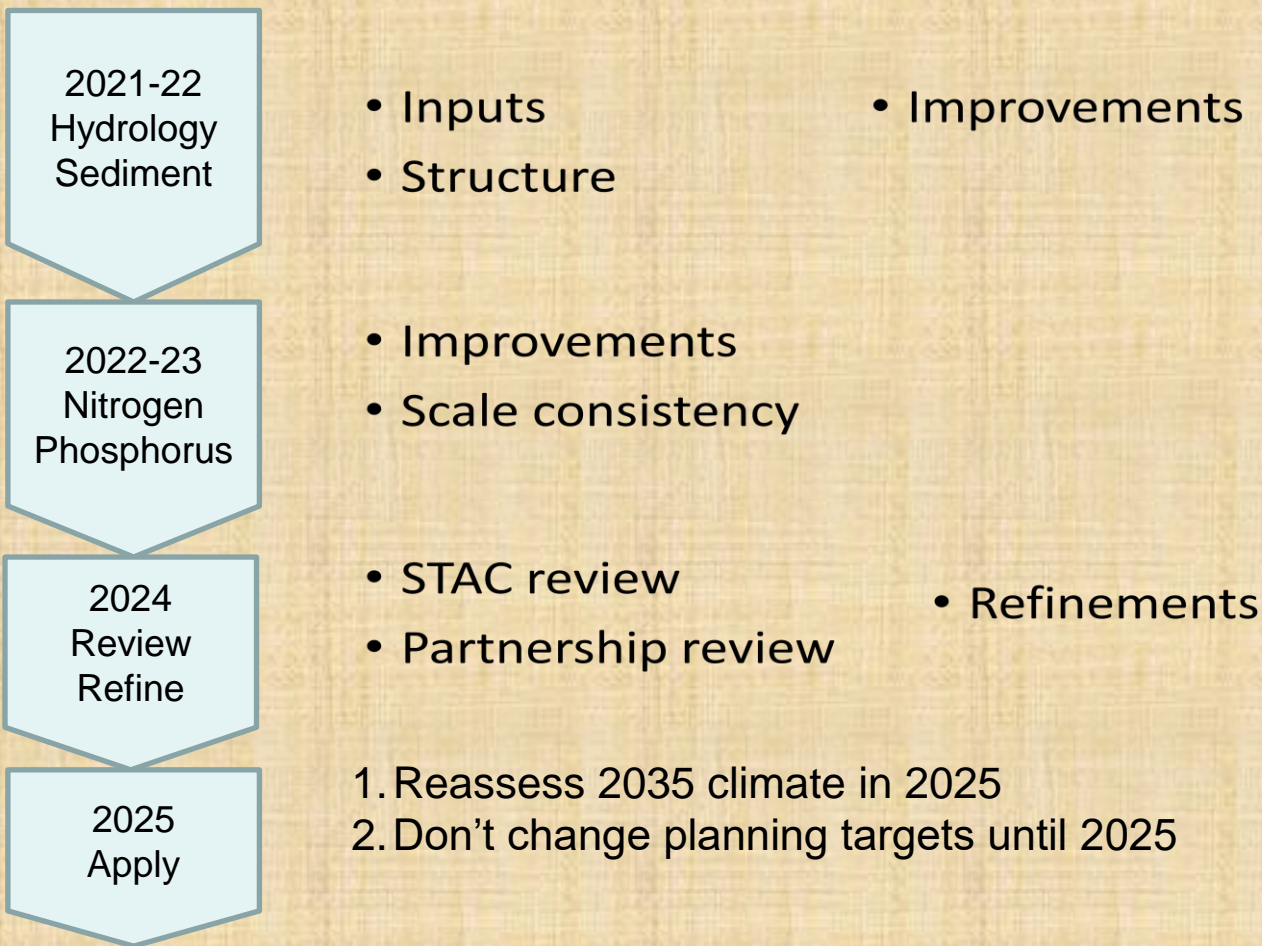 2021-22
Hydrology
Sediment
• Inputs
• Structure
• Improvements
2022-23
Nitrogen
Phosphorus
• Improvements
• Scale consistency
2024
Review
Refine
• STAC review
• Partnership review
• Refinements
2025
Apply
1. Reassess 2035 climate in 2025
2. Don't change planning targets until 2025